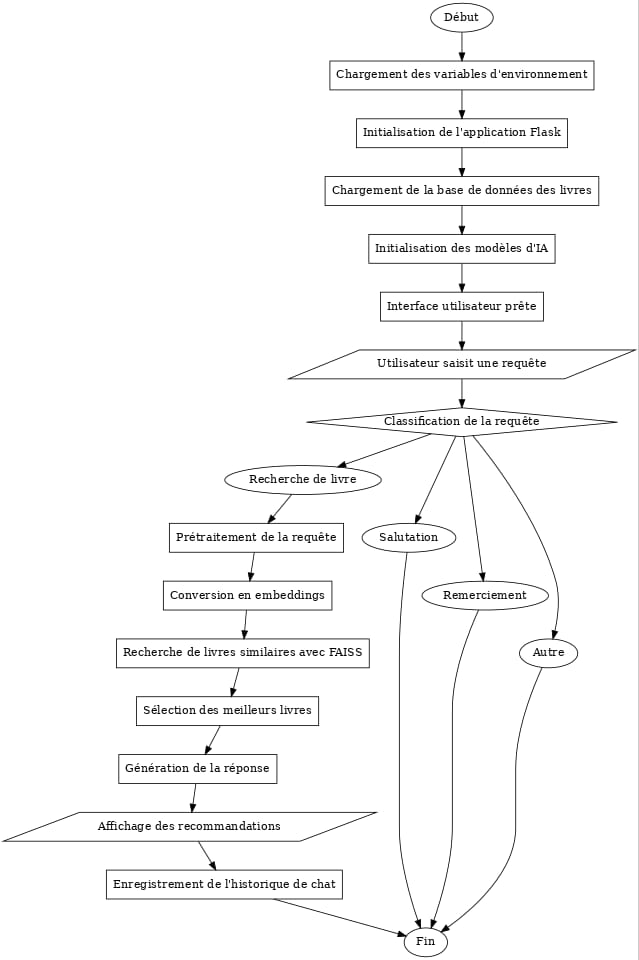 Début
Chargement des variables d'environnement
Initialisation de l'application Flask
Chargement de la base de données des livres
Initialisation des modèles d'IA
Interface utilisateur prête
Utilisateur saisit une requête
Classification de la requête
Recherche de livre
Prétraitement de la requête
Salutation
Conversion en embeddings
Remerciement
Recherche de livres similaires avec FAISS
Autre
Sélection des meilleurs livres
Génération de la réponse
Affichage des recommandations
Enregistrement de l'historique de chat
Fin